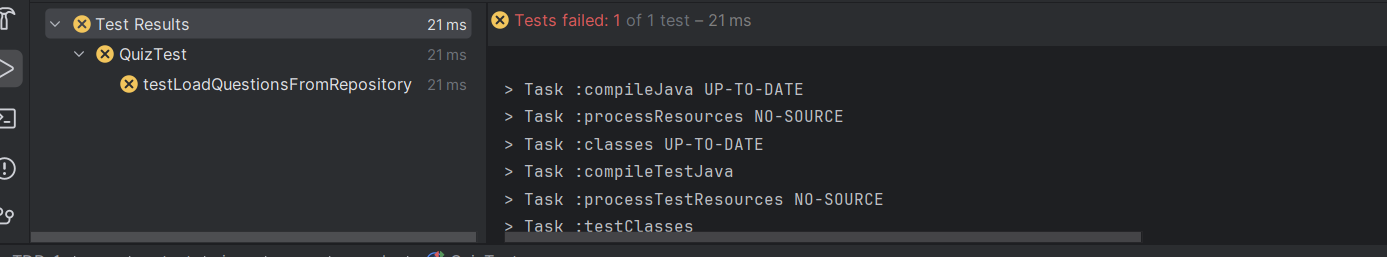 Test Results 21 ms
QuizTest 21 ms
testLoadQuestionsFromRepository 21 ms
Tests failed: 1 of 1 test – 21 ms
> Task :compileJava UP-TO-DATE
> Task :processResources NO-SOURCE
> Task :classes UP-TO-DATE
> Task :compileTestJava
> Task :processTestResources NO-SOURCE
> Task :testClasses